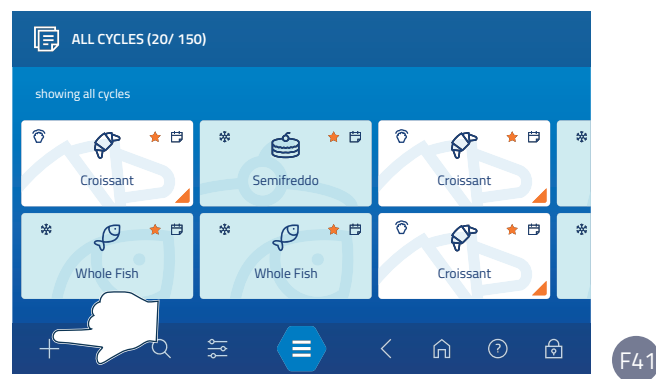 ALL CYCLES (20/ 150)
showing all cycles
Croissant
Semifreddo
Croissant
Whole Fish
Whole Fish
Croissant
?
F41